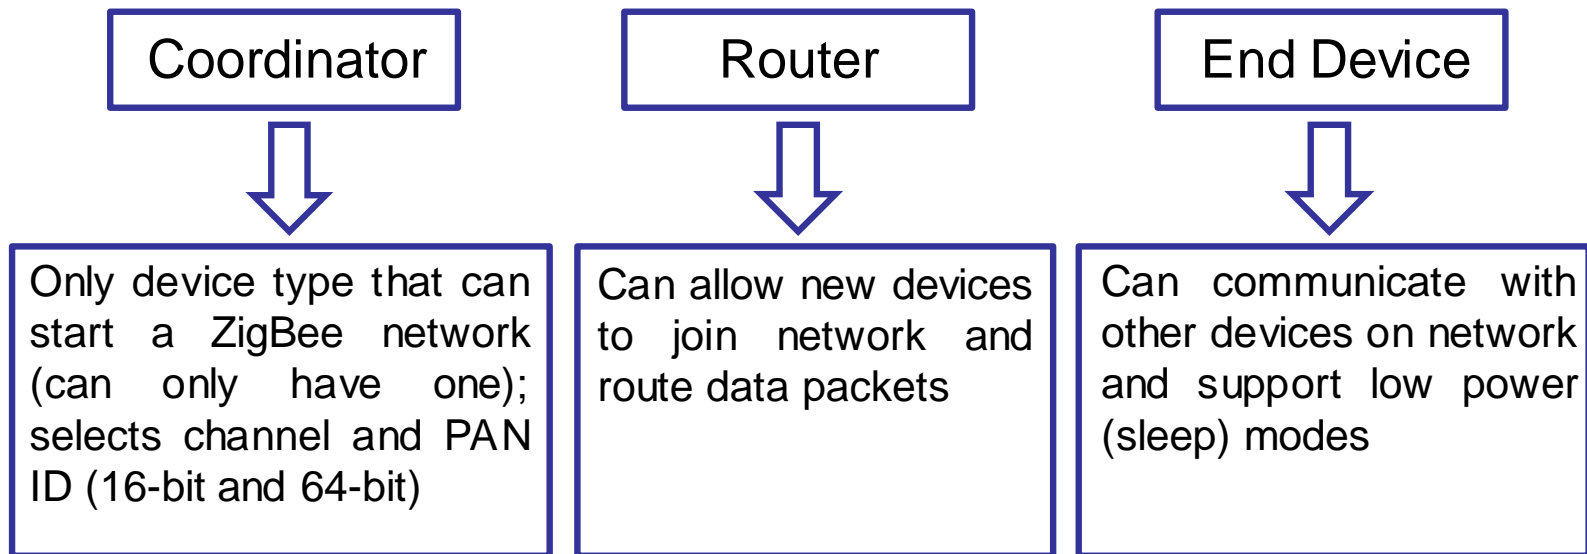 Coordinator
Router
End Device
Only device type that can
start a ZigBee network
(can only have one);
selects channel and PAN
ID (16-bit and 64-bit)
Can allow new devices
to join network and
route data packets
Can communicate with
other devices on network
and support low power
(sleep) modes